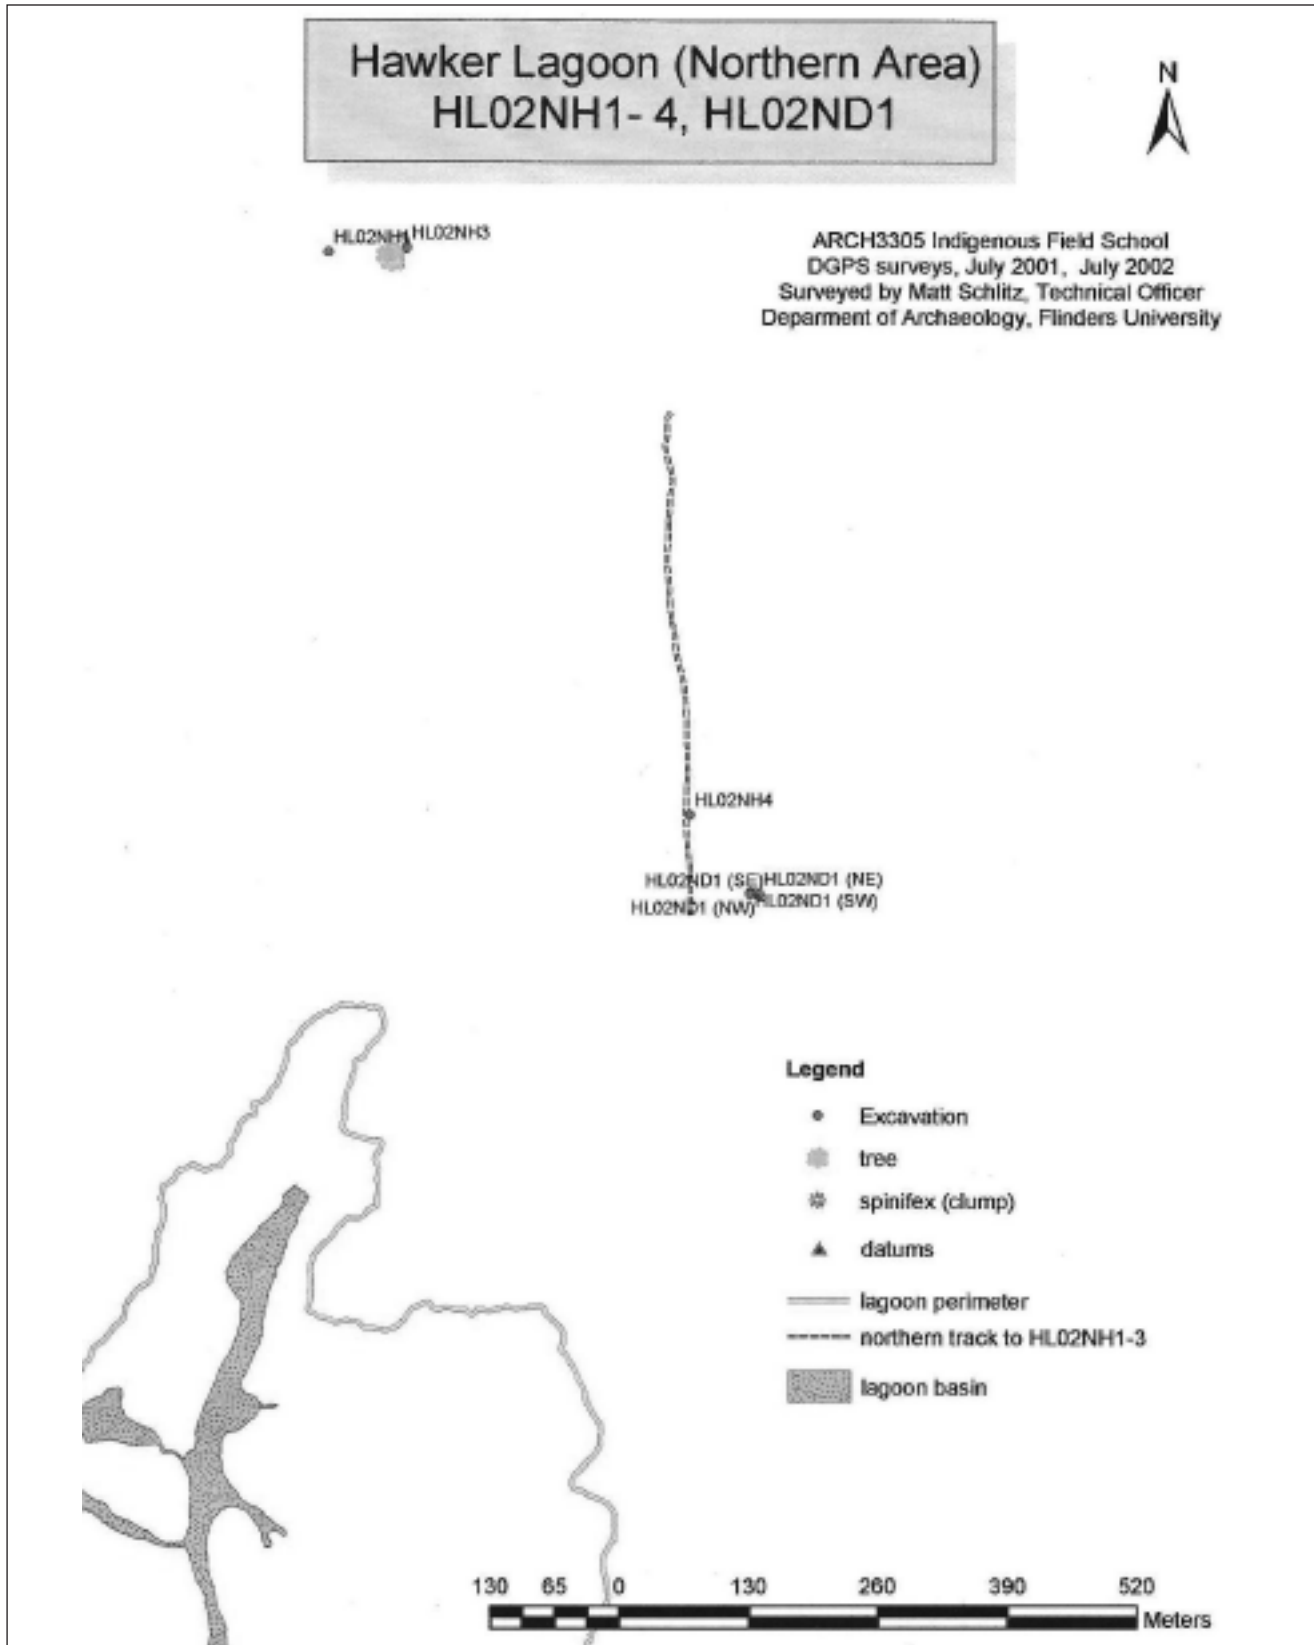 Hawker Lagoon (Northern Area)
HL02NH1- 4, HL02ND1
N
HL02NH1
HL02NH3
ARCH3305 Indigenous Field School
DGPS surveys, July 2001, July 2002
Surveyed by Matt Schlitz, Technical Officer
Deparment of Archaeology, Flinders University
HL02NH4
HL02ND1 (SE)
HL02ND1 (NE)
HL02ND1 (NW)
HL02ND1 (SW)
Legend
Excavation
tree
spinifex (clump)
datums
lagoon perimeter
northern track to HL02NH1-3
lagoon basin
130 65 0 130 260 390 520
Meters